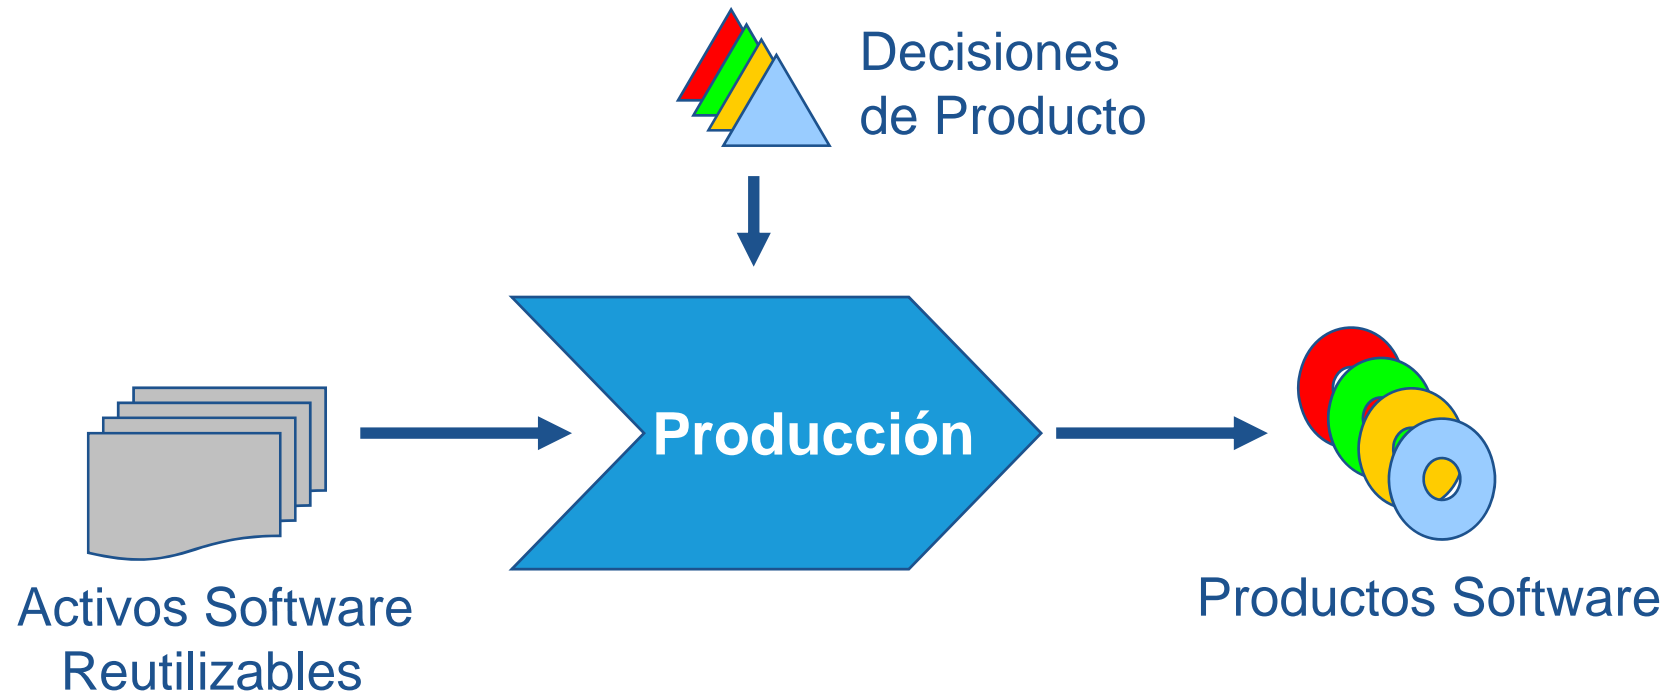 Decisiones
de Producto
Producción
Activos Software
Reutilizables
Productos Software